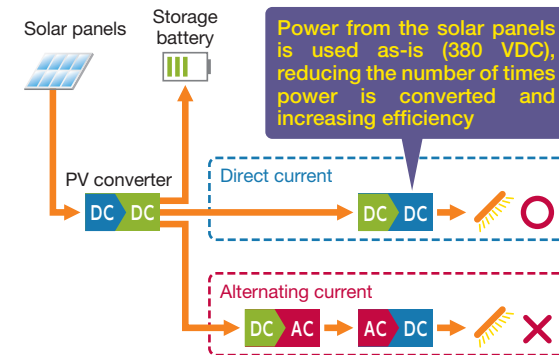 Solar panels
Storage
battery
Power from the solar panels
is used as-is (380 VDC),
reducing the number of times
power is converted and
increasing efficiency
PV converter
DC DC
Direct current
DC DC
Alternating current
DC AC
AC DC